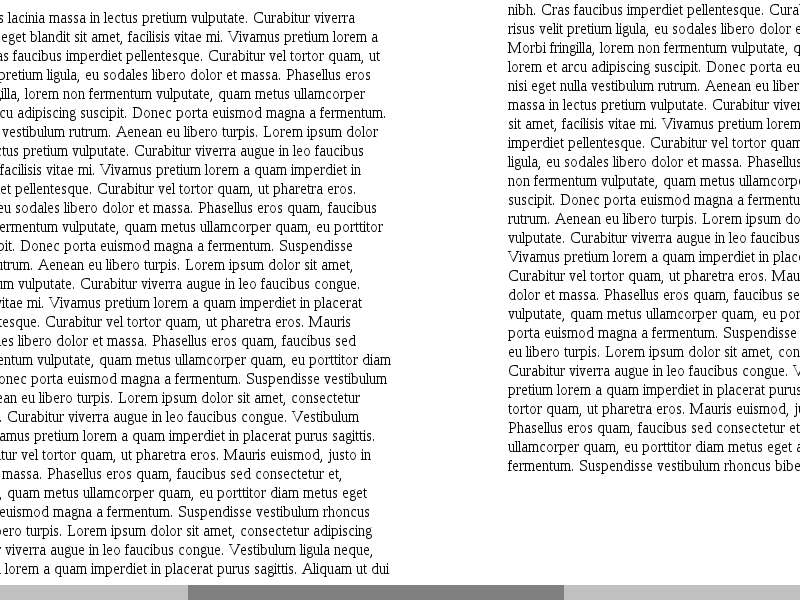 s lacinia massa in lectus pretium vulputate. Curabitur viverra
eget blandit sit amet, facilisis vitae mi. Vivamus pretium lorem a
as faucibus imperdiet pellentesque. Curabitur vel tortor quam, ut
pretium ligula, eu sodales libero dolor et massa. Phasellus eros
gilla, lorem non fermentum vulputate, quam metus ullamcorper
cu adipiscing suscipit. Donec porta euismod magna a fermentum.
vestibulum rutrum. Aenean eu libero turpis. Lorem ipsum dolor
ctus pretium vulputate. Curabitur viverra augue in leo faucibus
facilisis vitae mi. Vivamus pretium lorem a quam imperdiet in
et pellentesque. Curabitur vel tortor quam, ut pharetra eros.
eu sodales libero dolor et massa. Phasellus eros quam, faucibus
ermentum vulputate, quam metus ullamcorper quam, eu porttitor
pit. Donec porta euismod magna a fermentum. Suspendisse
utrum. Aenean eu libero turpis. Lorem ipsum dolor sit amet,
um vulputate. Curabitur viverra augue in leo faucibus congue.
vitae mi. Vivamus pretium lorem a quam imperdiet in placerat
tesque. Curabitur vel tortor quam, ut pharetra eros. Mauris
es libero dolor et massa. Phasellus eros quam, faucibus sed
entum vulputate, quam metus ullamcorper quam, eu porttitor diam
onec porta euismod magna a fermentum. Suspendisse vestibulum
ean eu libero turpis. Lorem ipsum dolor sit amet, consectetur
. Curabitur viverra augue in leo faucibus congue. Vestibulum
amus pretium lorem a quam imperdiet in placerat purus sagittis.
tur vel tortor quam, ut pharetra eros. Mauris euismod, justo in
massa. Phasellus eros quam, faucibus sed consectetur et,
, quam metus ullamcorper quam, eu porttitor diam metus eget
euismod magna a fermentum. Suspendisse vestibulum rhoncus
bero turpis. Lorem ipsum dolor sit amet, consectetur adipiscing
r viverra augue in leo faucibus congue. Vestibulum ligula neque,
lorem a quam imperdiet in placerat purus sagittis. Aliquam ut dui
nibh. Cras faucibus imperdiet pellentesque. Cura
risus velit pretium ligula, eu sodales libero dolor e
Morbi fringilla, lorem non fermentum vulputate, q
lorem et arcu adipiscing suscipit. Donec porta eu
nisi eget nulla vestibulum rutrum. Aenean eu liber
massa in lectus pretium vulputate. Curabitur viver
sit amet, facilisis vitae mi. Vivamus pretium lorem
imperdiet pellentesque. Curabitur vel tortor quam
ligula, eu sodales libero dolor et massa. Phasellus
non fermentum vulputate, quam metus ullamcorpe
suscipit. Donec porta euismod magna a fermentu
rutrum. Aenean eu libero turpis. Lorem ipsum do
vulputate. Curabitur viverra augue in leo faucibus
Vivamus pretium lorem a quam imperdiet in place
Curabitur vel tortor quam, ut pharetra eros. Mau
dolor et massa. Phasellus eros quam, faucibus se
vulputate, quam metus ullamcorper quam, eu por
porta euismod magna a fermentum. Suspendisse
eu libero turpis. Lorem ipsum dolor sit amet, con
Curabitur viverra augue in leo faucibus congue. V
pretium lorem a quam imperdiet in placerat purus
tortor quam, ut pharetra eros. Mauris euismod, ju
Phasellus eros quam, faucibus sed consectetur et
ullamcorper quam, eu porttitor diam metus eget a
fermentum. Suspendisse vestibulum rhoncus bibe